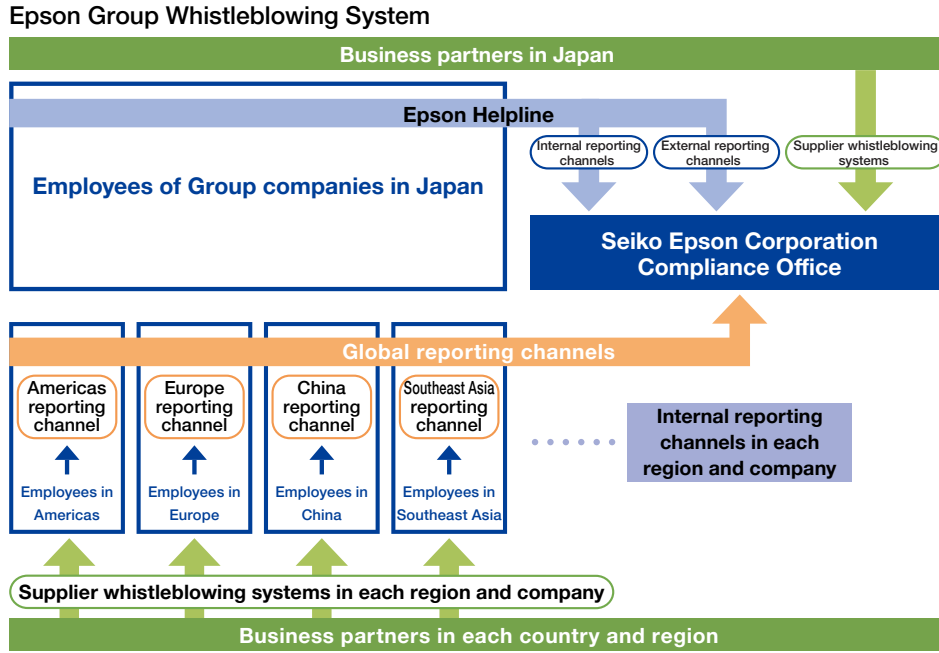 Epson Group Whistleblowing System
Business partners in Japan
Epson Helpline
Internal reporting
channels
External reporting
channels
Supplier whistleblowing
systems
Employees of Group companies in Japan
Seiko Epson Corporation
Compliance Office
Global reporting channels
Americas
reporting
channel
Europe
reporting
channel
China
reporting
channel
Southeast Asia
reporting
channel
Internal reporting
channels in each
region and company
Employees in
Americas
Employees in
Europe
Employees in
China
Employees in
Southeast Asia
Supplier whistleblowing systems in each region and company
Business partners in each country and region